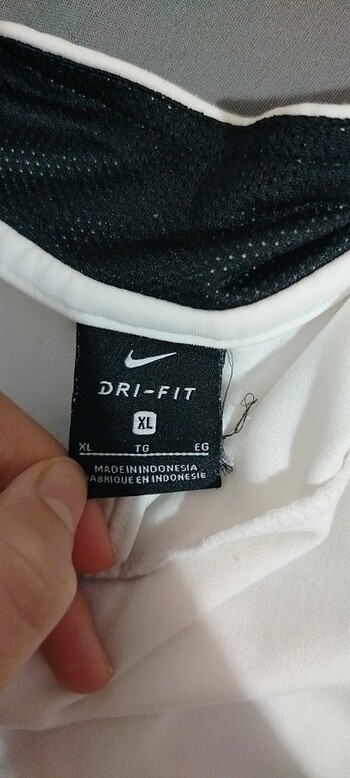 DRI-FIT
XL
XL TG EG
MADE IN INDONESIA
FABRIQUE EN INDONESIE